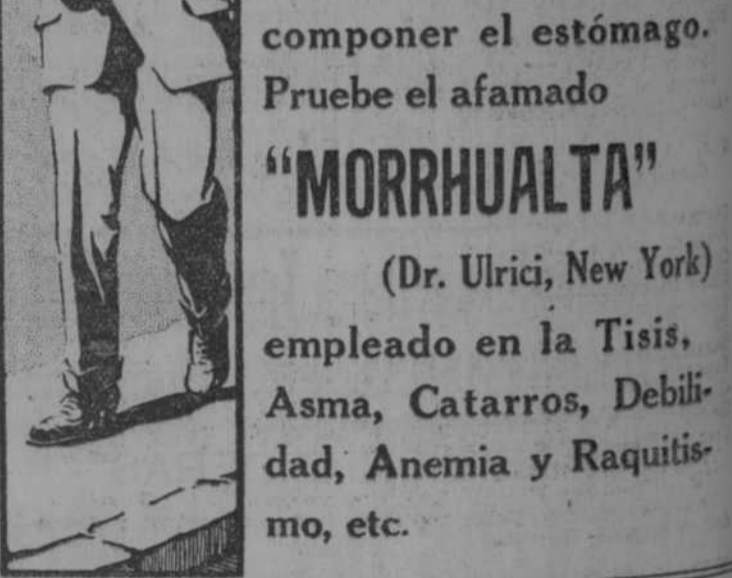 componer el estómago.
Pruebe el afamado
“MORRHUALTA”
(Dr. Ulrici, New York)
empleado en la Tisis,
Asma, Catarros, Debili-
dad, Anemia y Raquitis-
mo, etc.